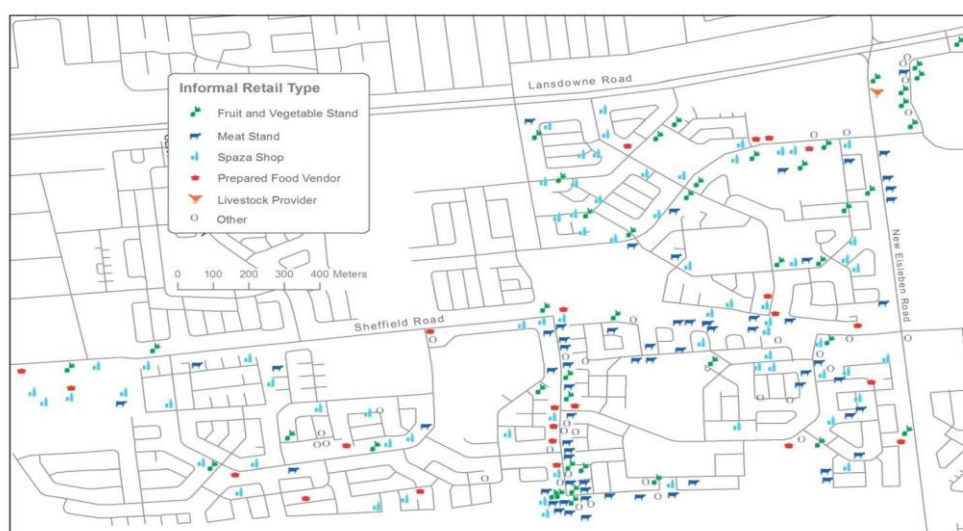 Lansdowne Road
Informal Retail Type
Fruit and Vegetable Stand
Meat Stand
Spaza Shop
Prepared Food Vendor
Livestock Provider
Other
0 100 200 300 400 Meters
New Eisleben Road
Sheffield Road